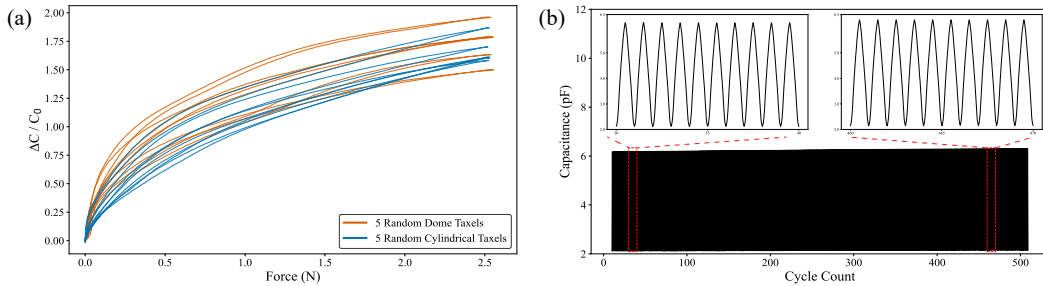 (a)
2.00
1.75
1.50
1.25
1.00
0.75
0.50
0.25
0.00
ΔC / C₀
0.0 0.5 1.0 1.5 2.0 2.5
Force (N)
5 Random Dome Taxels
5 Random Cylindrical Taxels
(b)
12
10
8
6
4
2
Capacitance (pF)
0 100 200 300 400 500
Cycle Count